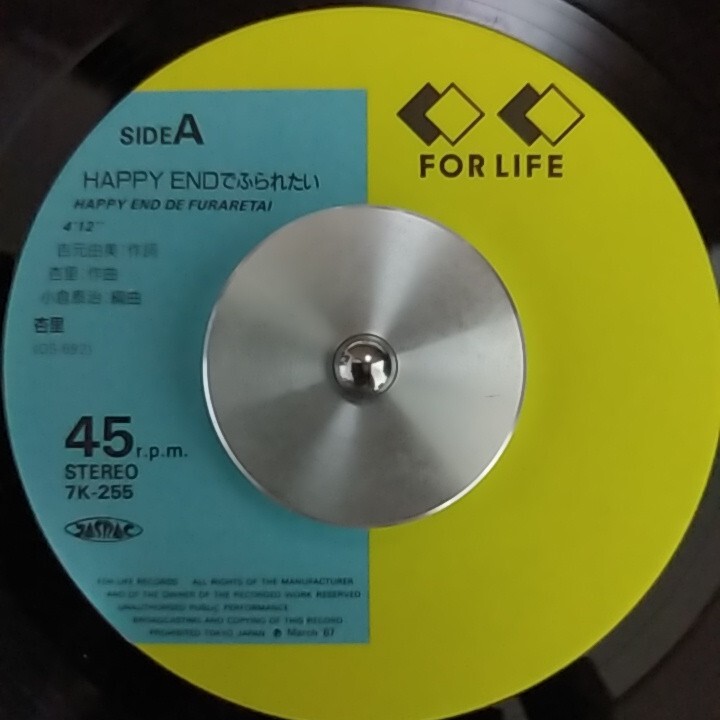 SIDE A
FOR LIFE
HAPPY ENDでふられたい
HAPPY END DE FURARETAI
4"12"
吉元由美 作詞
杏里 作曲
小倉泰治 編曲
杏里
45 r.p.m.
STEREO
7K-255
JASRAC
FOR LIFE RECORDS ALL RIGHTS OF THE MANUFACTURER
AND OF THE OWNER OF THE RECORDED WORK RESERVED
UNAUTHORISED PUBLIC PERFORMANCE
BROADCASTING AND COPYING OF THIS RECORD
PROHIBITED TOKYO JAPAN ℗ March 87